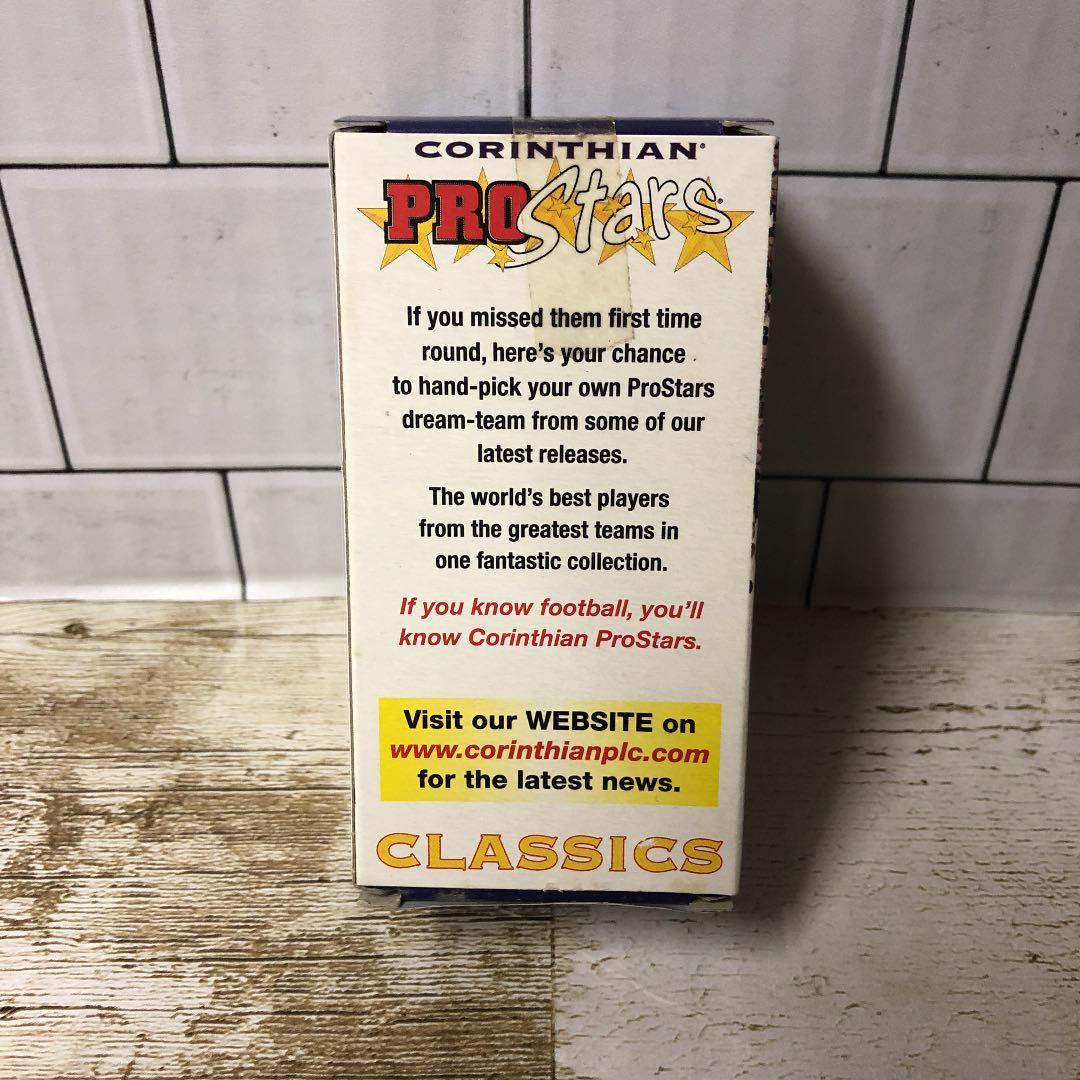 CORINTHIAN®
PROStars®
If you missed them first time
round, here's your chance
to hand-pick your own ProStars
dream-team from some of our
latest releases.
The world's best players
from the greatest teams in
one fantastic collection.
If you know football, you'll
know Corinthian ProStars.
Visit our WEBSITE on
www.corinthianplc.com
for the latest news.
CLASSICS